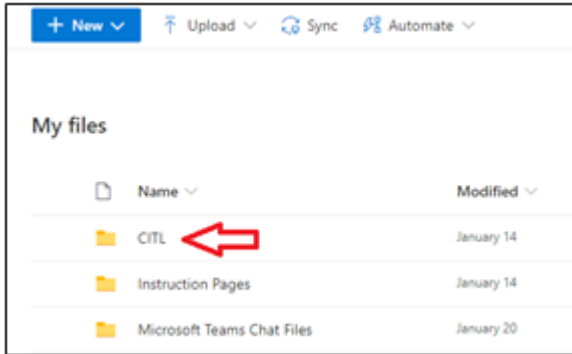 + New Upload Sync Automate
My files
Name Modified
CITL January 14
Instruction Pages January 14
Microsoft Teams Chat Files January 20